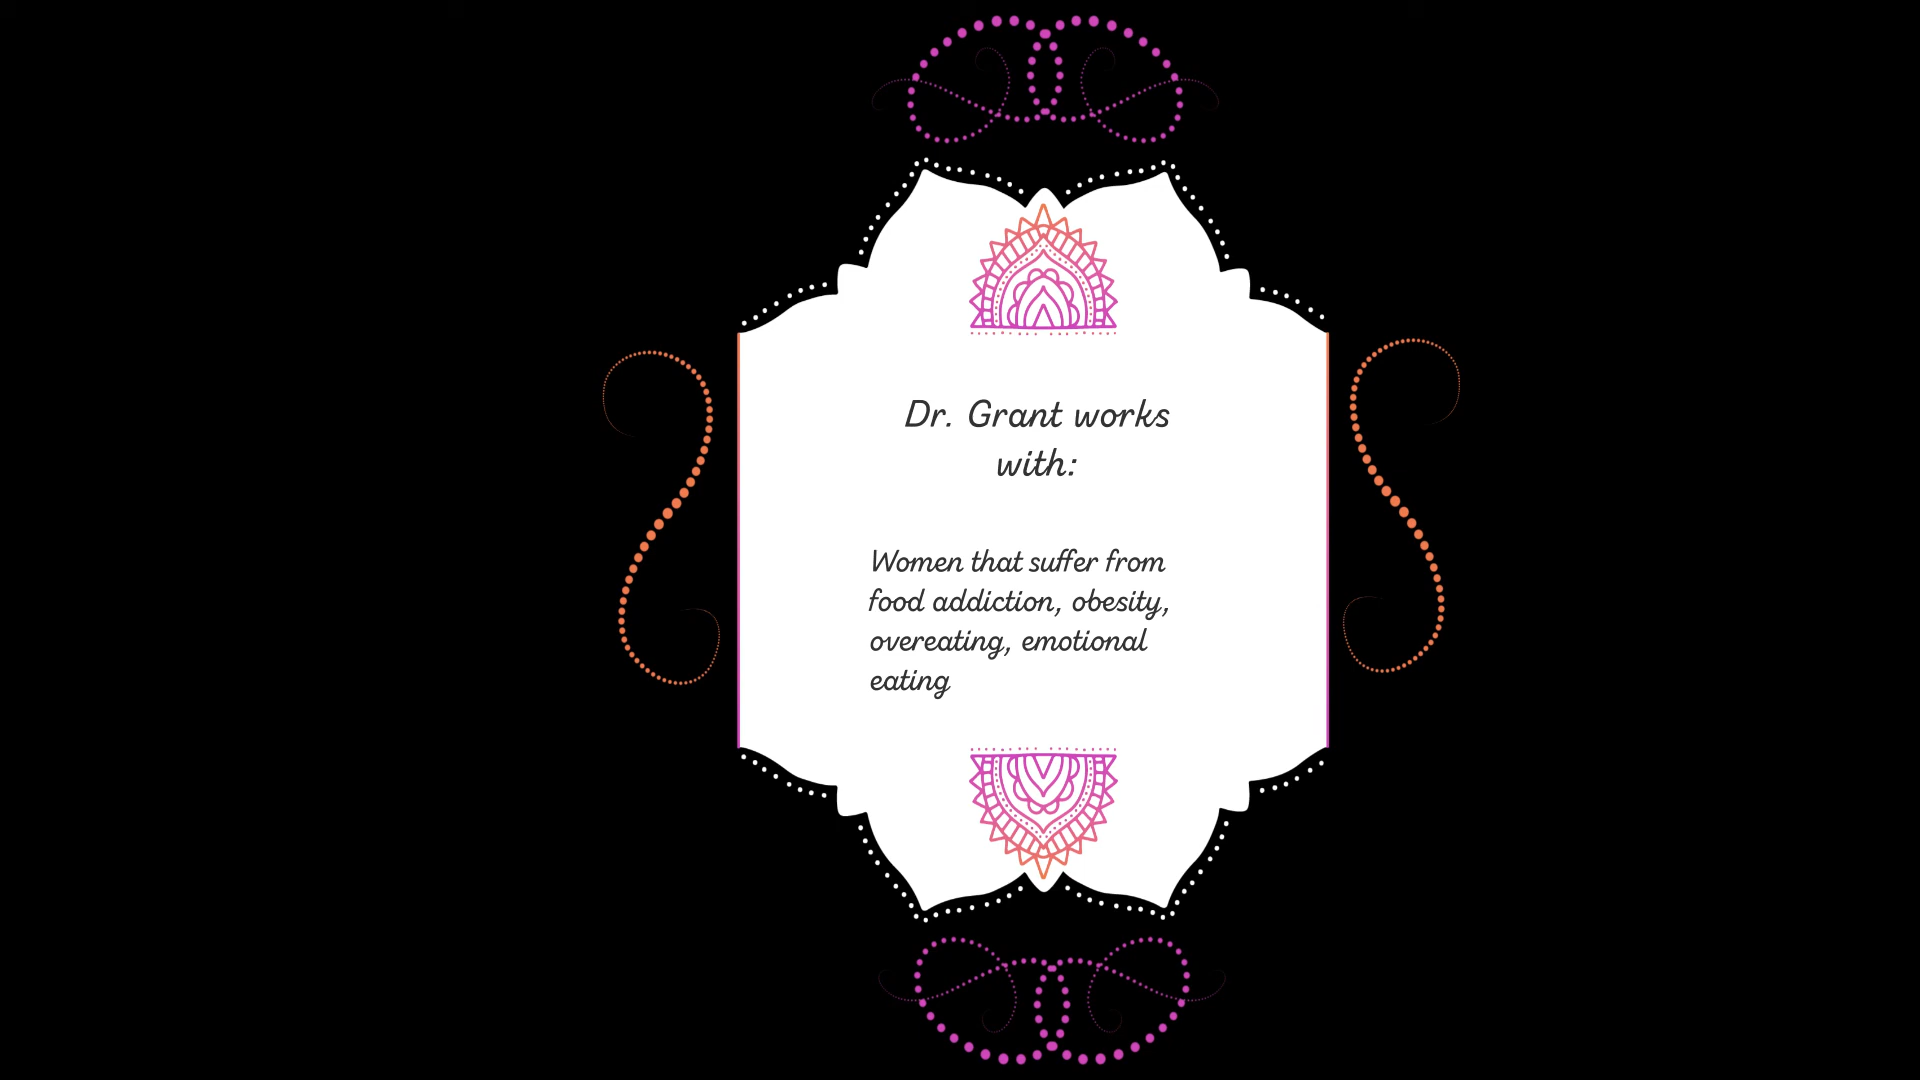 Dr. Grant works
with:
Women that suffer from
food addiction, obesity,
overeating, emotional
eating